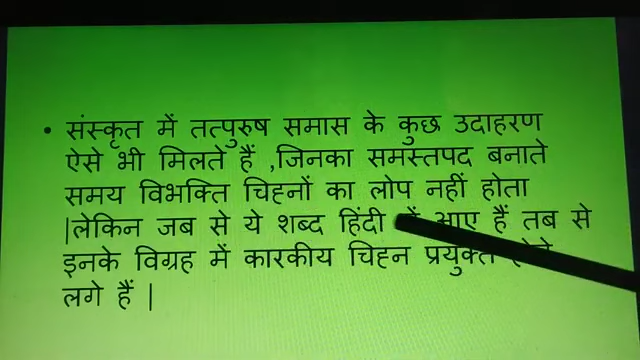 • संस्कृत में तत्पुरुष समास के कुछ उदाहरण
ऐसे भी मिलते हैं ,जिनका समस्तपद बनाते
समय विभक्ति चिह्नों का लोप नहीं होता
|लेकिन जब से ये शब्द हिंदी में आए हैं तब से
इनके विग्रह में कारकीय चिह्न प्रयुक्त होने
लगे हैं |